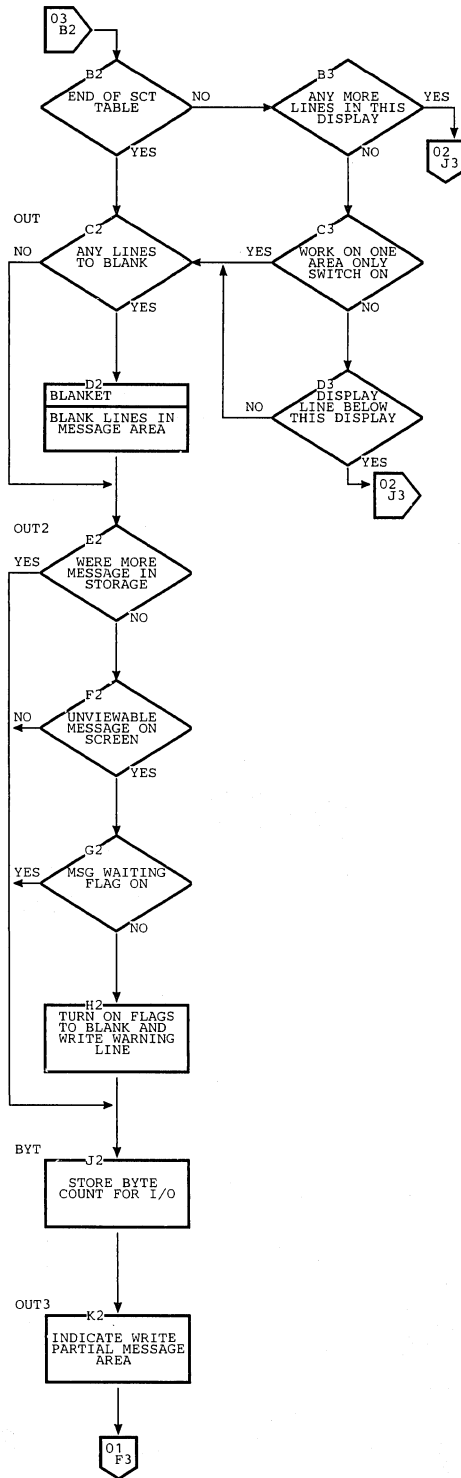 03
B2
B2
END OF SCT
TABLE
NO
YES
B3
ANY MORE
LINES IN THIS
DISPLAY
YES
02
J3
NO
OUT
C2
NO
ANY LINES
TO BLANK
YES
C3
YES
WORK ON ONE
AREA ONLY
SWITCH ON
NO
D2
BLANKET
BLANK LINES IN
MESSAGE AREA
D3
DISPLAY
NO
LINE BELOW
THIS DISPLAY
YES
02
J3
OUT2
E2
YES
WERE MORE
MESSAGE IN
STORAGE
NO
F2
NO
UNVIEWABLE
MESSAGE ON
SCREEN
YES
G2
YES
MSG WAITING
FLAG ON
NO
H2
TURN ON FLAGS
TO BLANK AND
WRITE WARNING
LINE
BYT
J2
STORE BYTE
COUNT FOR I/O
OUT3
K2
INDICATE WRITE
PARTIAL MESSAGE
AREA
01
F3